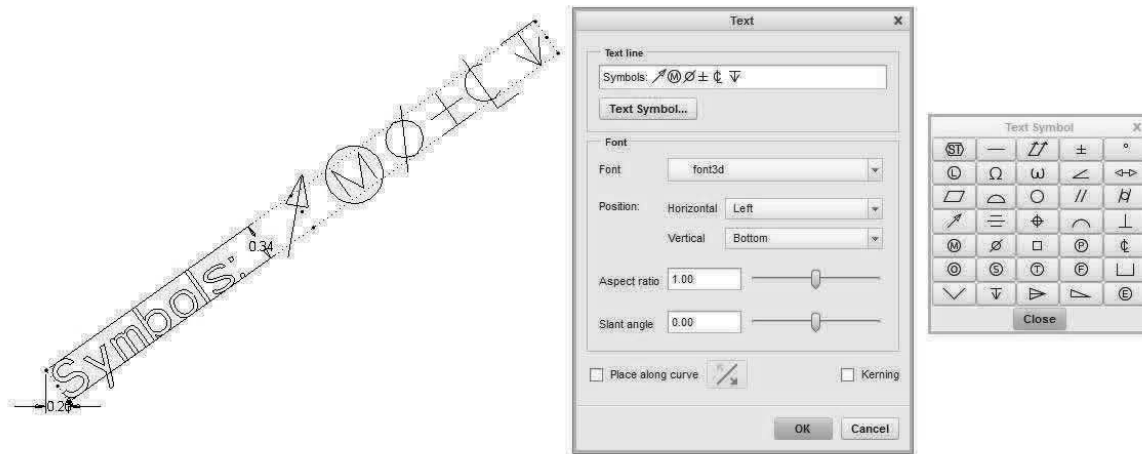 Symbols: ↗ Ⓜ ⌀ ± ℄ ↧
0.34
0.20
Text X
Text line
Symbols: ↗ Ⓜ ⌀ ± ℄ ↧
Text Symbol...
Font
Font font3d
Position: Horizontal Left
Vertical Bottom
Aspect ratio 1.00
Slant angle 0.00
Place along curve Kerning
OK Cancel
Text Symbol X
ST — ⌰ ± °
Ⓛ Ω ω ∠ ⟷
▱ ⌓ ○ // ⌭
↗ ⌯ ⌖ ⌒ ⊥
Ⓜ ⌀ □ Ⓟ ℄
◎ Ⓢ Ⓣ Ⓕ ⌴
⌵ ↧ ⌲ ⌳ Ⓔ
Close